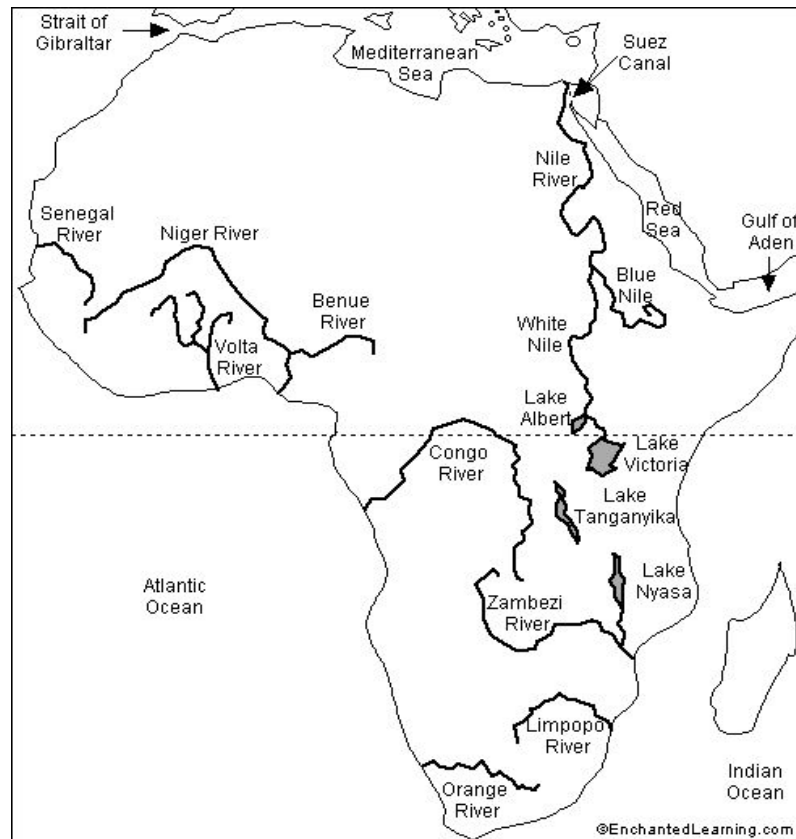 Strait of
Gibraltar
Mediterranean
Sea
Suez
Canal
Nile
River
Red
Sea
Gulf of
Aden
Senegal
River
Niger River
Benue
River
Blue
Nile
White
Nile
Volta
River
Lake
Albert
Congo
River
Lake
Victoria
Lake
Tanganyika
Atlantic
Ocean
Zambezi
River
Lake
Nyasa
Limpopo
River
Orange
River
Indian
Ocean
©EnchantedLearning.com